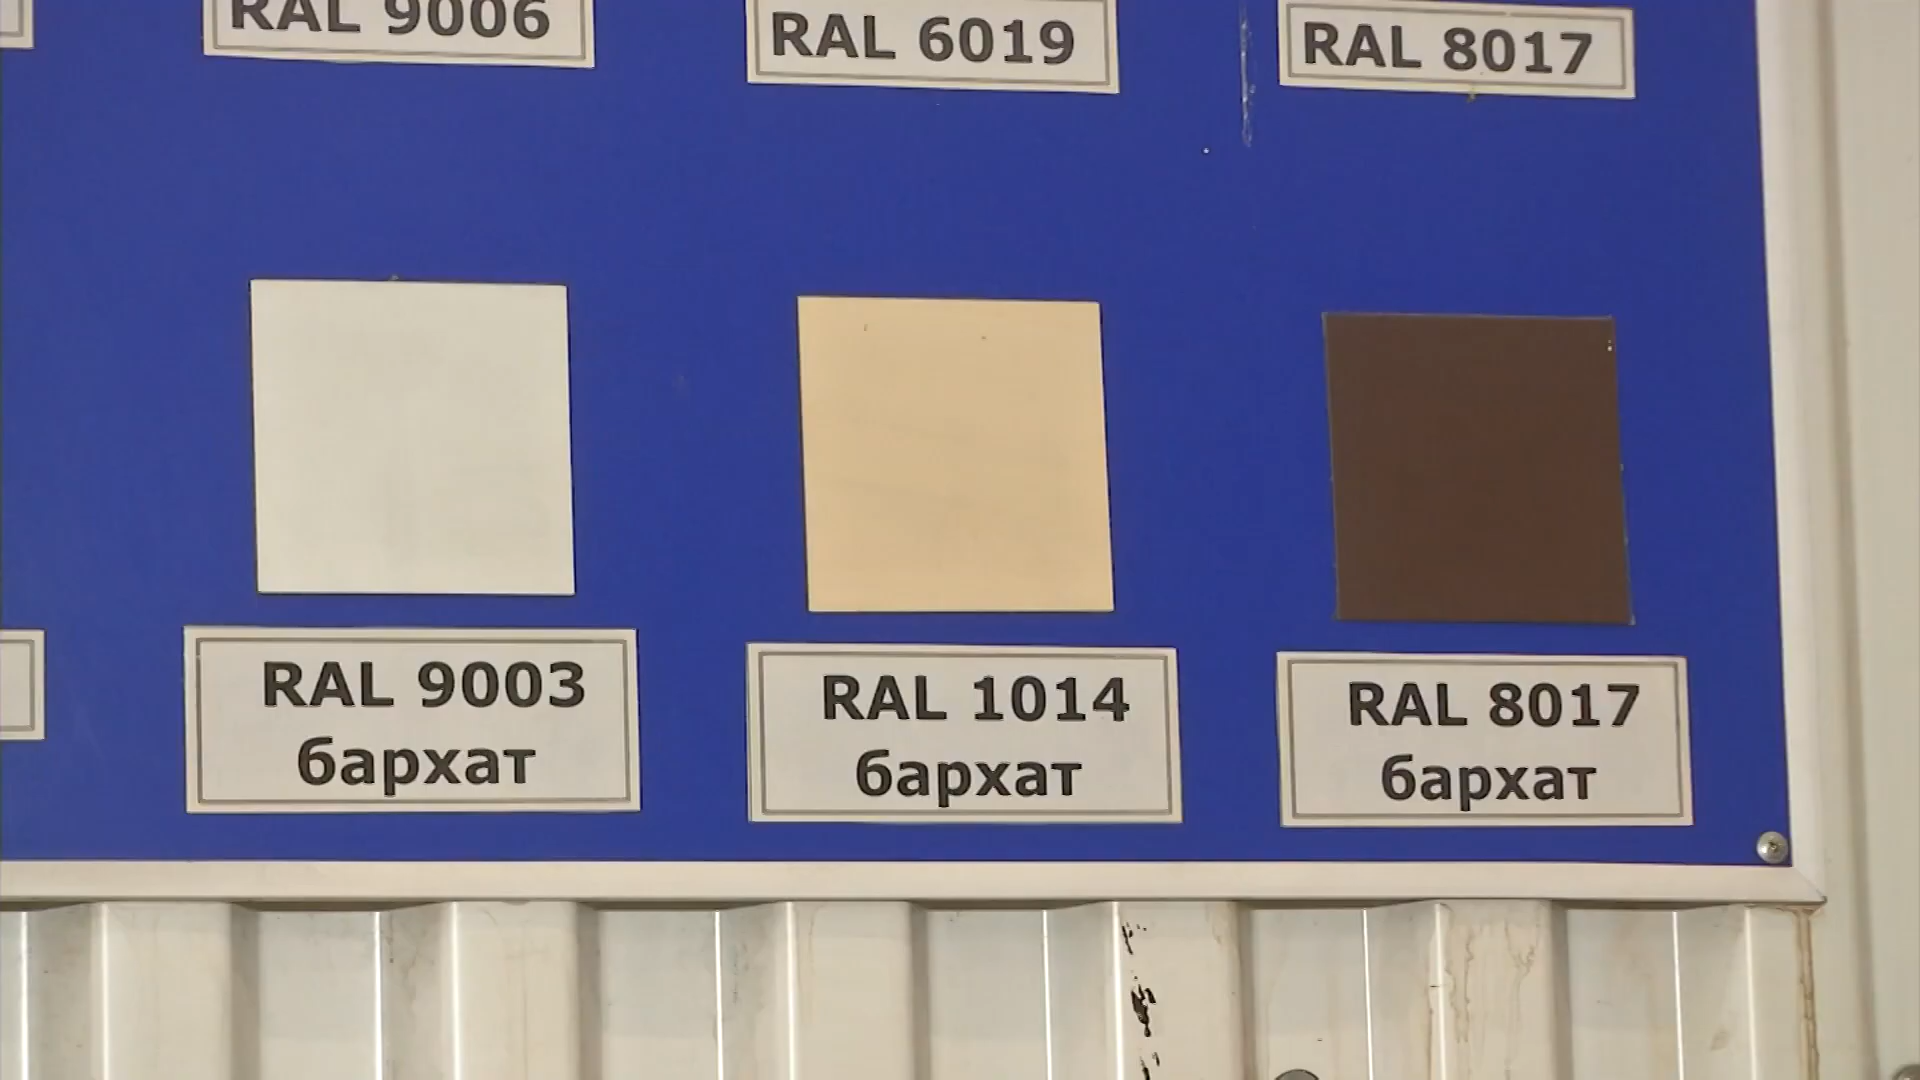 RAL 9006
RAL 6019
RAL 8017
RAL 9003
бархат
RAL 1014
бархат
RAL 8017
бархат